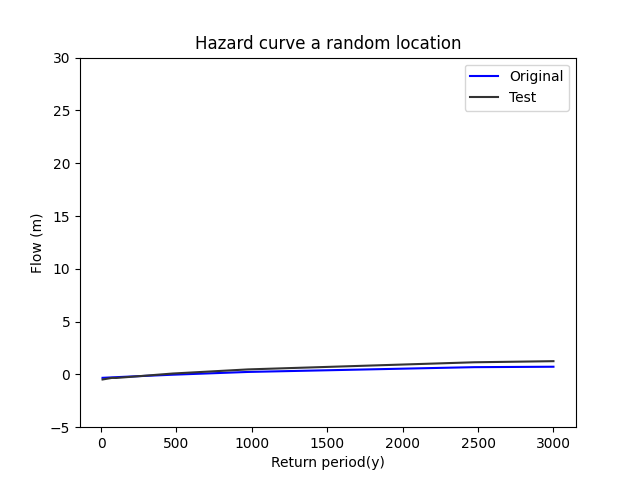 Hazard curve a random location
Original
Test
30
25
20
15
10
5
0
−5
Flow (m)
0 500 1000 1500 2000 2500 3000
Return period(y)